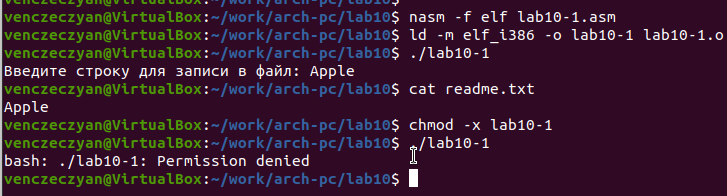 venczeczyan@VirtualBox:~/work/arch-pc/lab10$ nasm -f elf lab10-1.asm
venczeczyan@VirtualBox:~/work/arch-pc/lab10$ ld -m elf_i386 -o lab10-1 lab10-1.o
venczeczyan@VirtualBox:~/work/arch-pc/lab10$ ./lab10-1
Введите строку для записи в файл: Apple
venczeczyan@VirtualBox:~/work/arch-pc/lab10$ cat readme.txt
Apple
venczeczyan@VirtualBox:~/work/arch-pc/lab10$ chmod -x lab10-1
venczeczyan@VirtualBox:~/work/arch-pc/lab10$ ./lab10-1
bash: ./lab10-1: Permission denied
venczeczyan@VirtualBox:~/work/arch-pc/lab10$